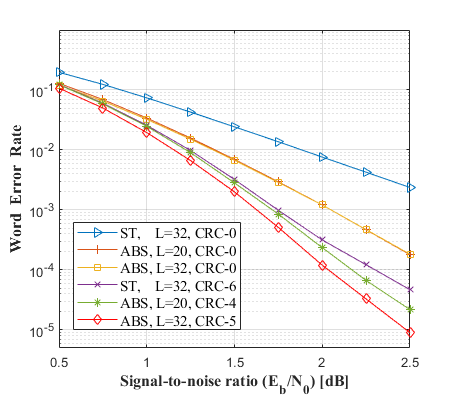 10^-1
10^-2
10^-3
10^-4
10^-5
Word Error Rate
ST, L=32, CRC-0
ABS, L=20, CRC-0
ABS, L=32, CRC-0
ST, L=32, CRC-6
ABS, L=20, CRC-4
ABS, L=32, CRC-5
0.5 1 1.5 2 2.5
Signal-to-noise ratio (E_b/N_0) [dB]